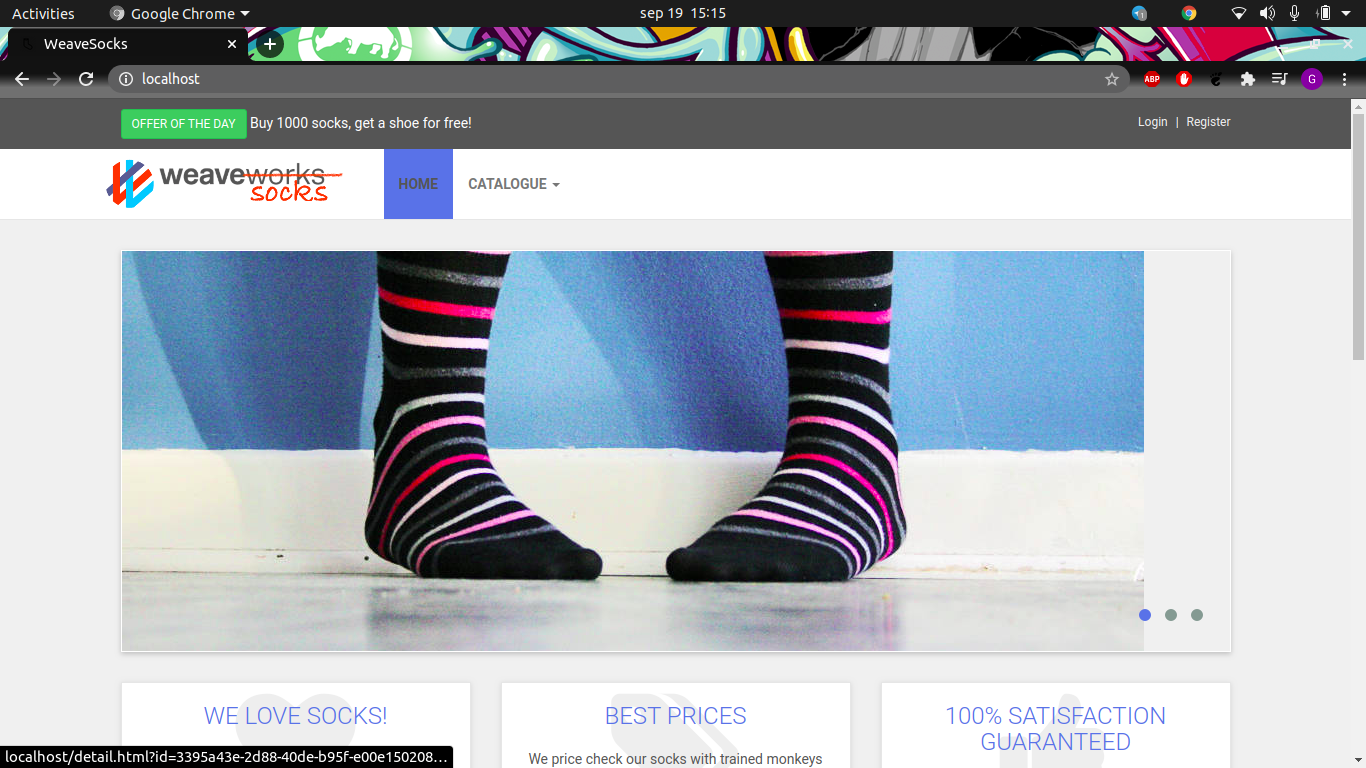 Activities
Google Chrome
sep 19 15:15
WeaveSocks
localhost
ABP
G
OFFER OF THE DAY Buy 1000 socks, get a shoe for free!
Login | Register
weaveworks
socks
HOME
CATALOGUE
WE LOVE SOCKS!
BEST PRICES
We price check our socks with trained monkeys
100% SATISFACTION
GUARANTEED
localhost/detail.html?id=3395a43e-2d88-40de-b95f-e00e150208…